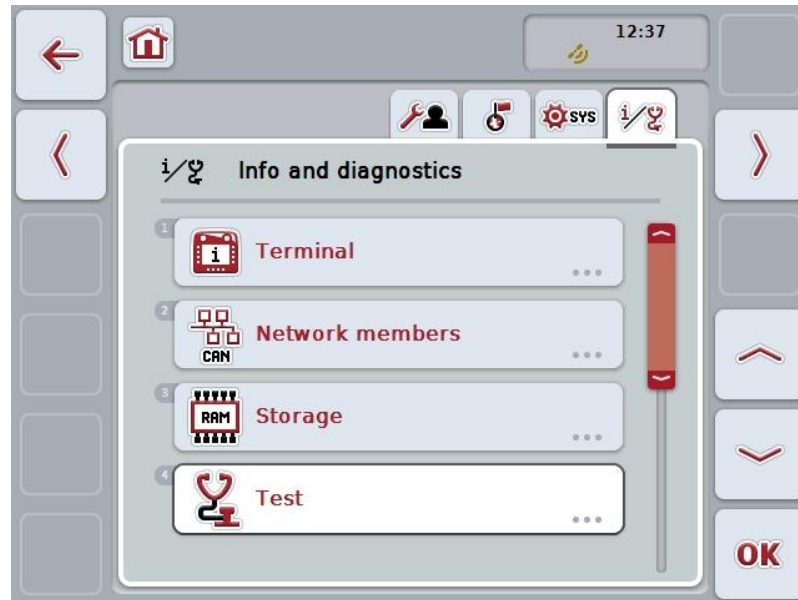 12:37
SYS
i
i Info and diagnostics
1
i Terminal
2
CAN Network members
3
RAM Storage
4
Test
OK